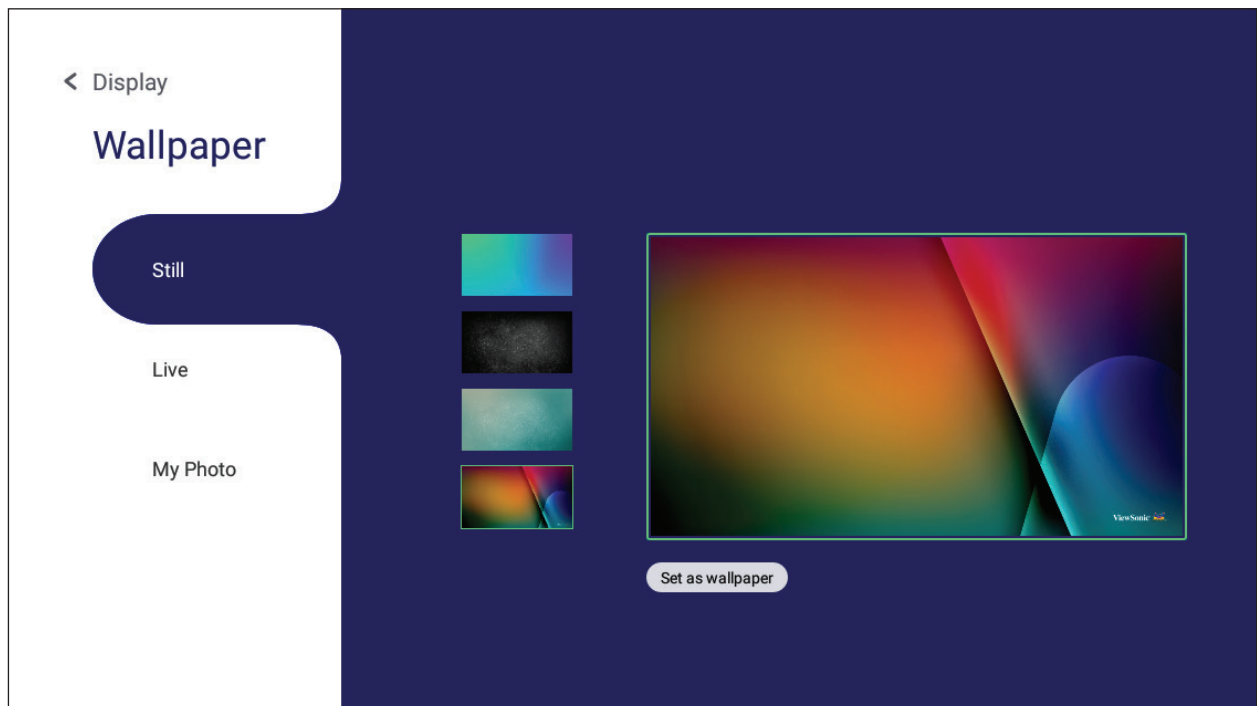 Display
Wallpaper
Still
Live
My Photo
ViewSonic
Set as wallpaper